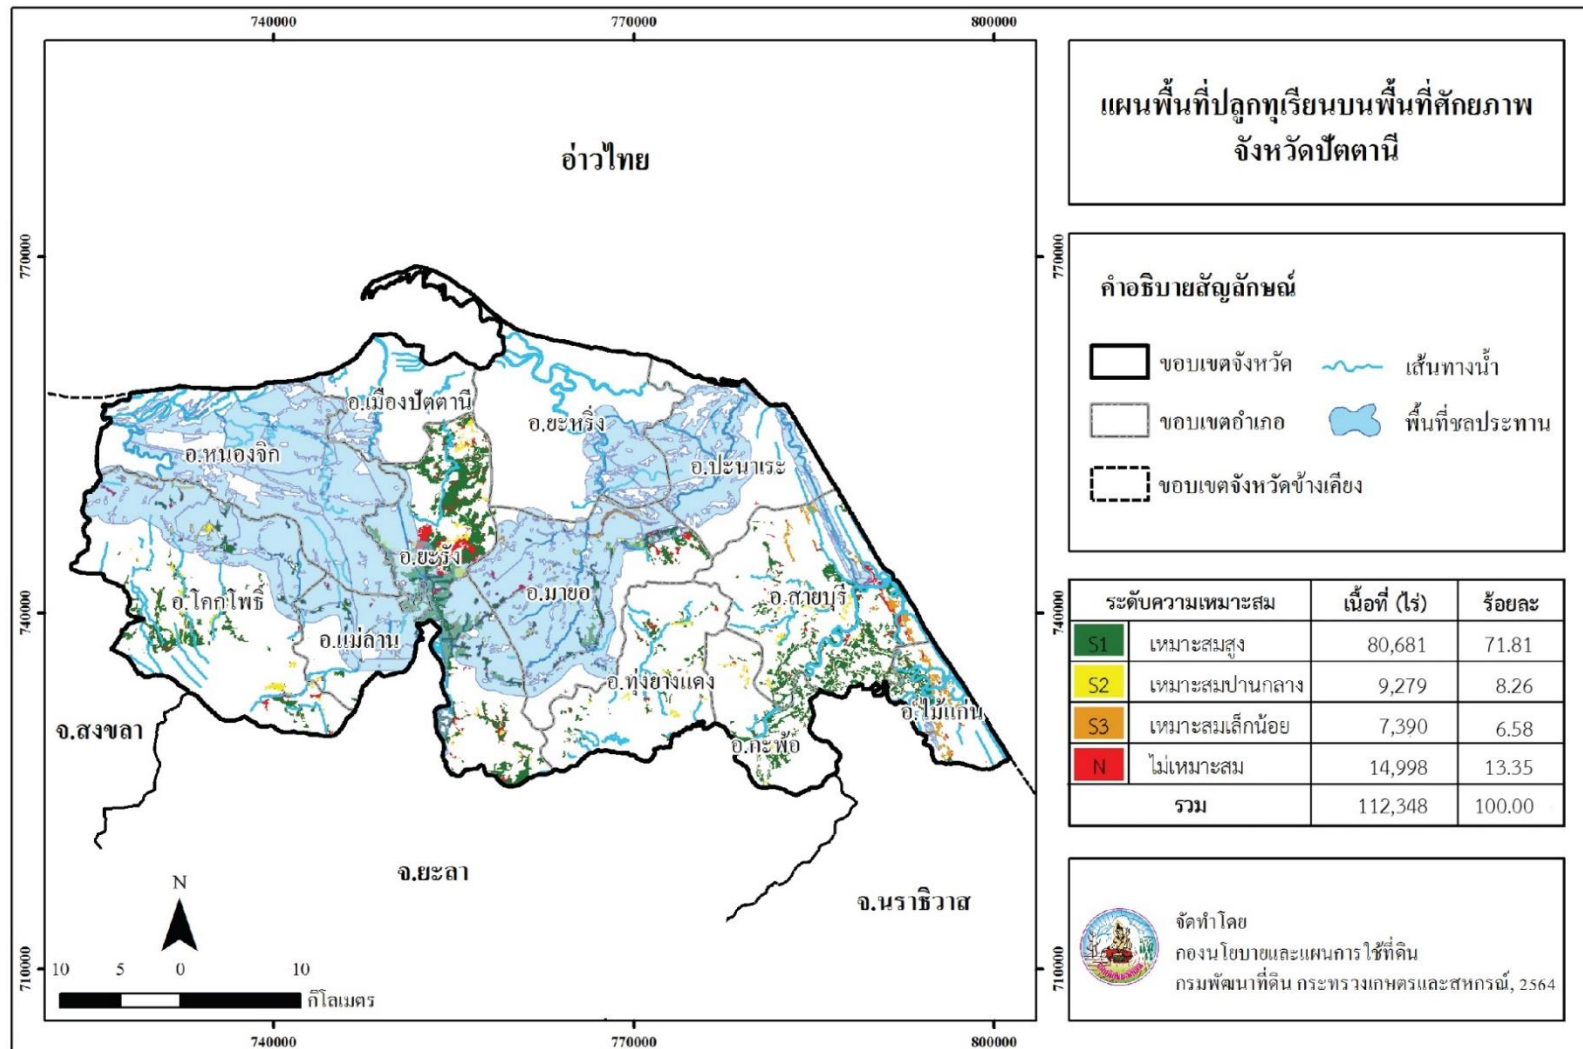 740000
770000
800000
แผนพื้นที่ปลูกทุเรียนบนพื้นที่ศักยภาพ
จังหวัดปัตตานี
อ่าวไทย
770000
770000
คำอธิบายสัญลักษณ์
ขอบเขตจังหวัด
เส้นทางน้ำ
ขอบเขตอำเภอ
พื้นที่ชลประทาน
ขอบเขตจังหวัดข้างเคียง
อ.เมืองปัตตานี
อ.ยะหริ่ง
อ.หนองจิก
อ.ปะนาเระ
อ.ยะรัง
อ.โคกโพธิ์
อ.มายอ
อ.สายบุรี
อ.แม่ลาน
อ.ทุ่งยางแดง
อ.กะพ้อ
อ.ไม้แก่น
740000
740000
ระดับความเหมาะสม เนื้อที่ (ไร่) ร้อยละ
S1 เหมาะสมสูง 80,681 71.81
S2 เหมาะสมปานกลาง 9,279 8.26
S3 เหมาะสมเล็กน้อย 7,390 6.58
N ไม่เหมาะสม 14,998 13.35
รวม 112,348 100.00
จ.สงขลา
จ.ยะลา
จ.นราธิวาส
N
10 5 0 10
กิโลเมตร
710000
710000
จัดทำโดย
กองนโยบายและแผนการใช้ที่ดิน
กรมพัฒนาที่ดิน กระทรวงเกษตรและสหกรณ์, 2564
740000
770000
800000